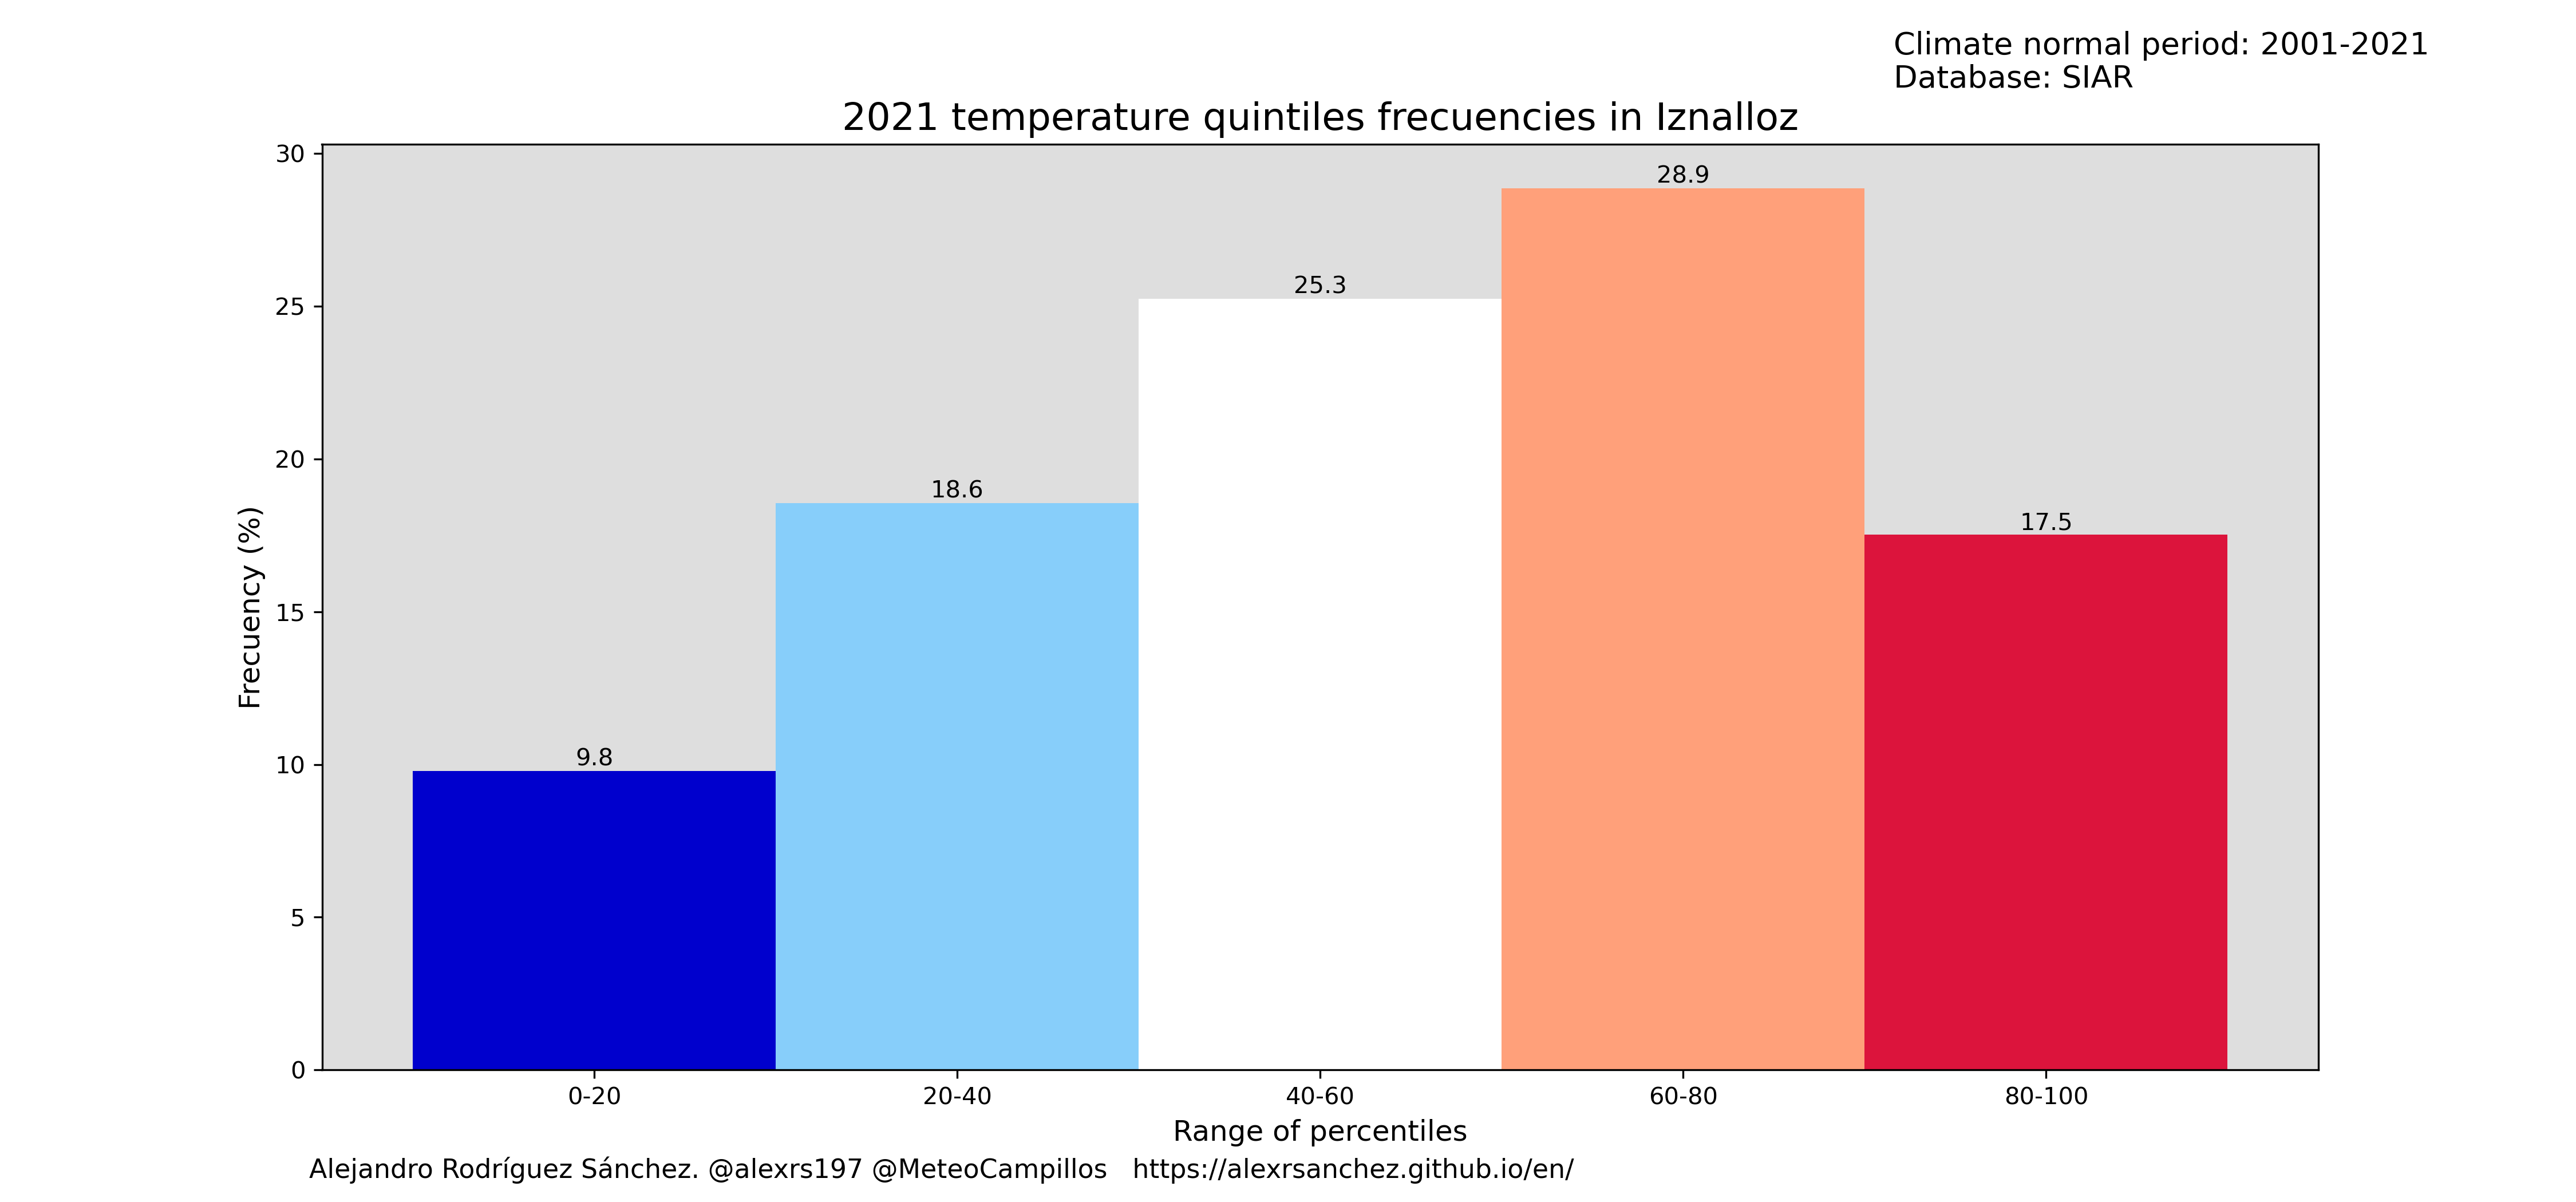 Climate normal period: 2001-2021
Database: SIAR
2021 temperature quintiles frecuencies in Iznalloz
30
25
20
15
10
5
0
Frecuency (%)
9.8
18.6
25.3
28.9
17.5
0-20
20-40
40-60
60-80
80-100
Range of percentiles
Alejandro Rodríguez Sánchez. @alexrs197 @MeteoCampillos https://alexrsanchez.github.io/en/